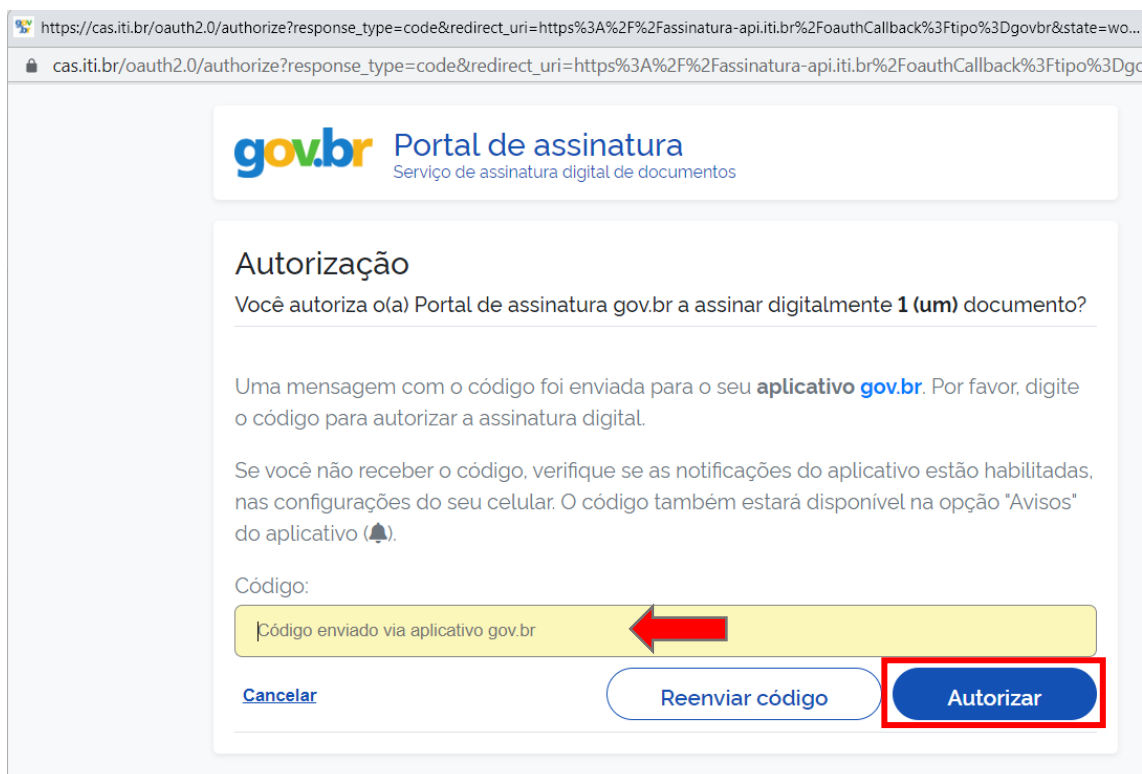 https://cas.iti.br/oauth2.0/authorize?response_type=code&redirect_uri=https%3A%2F%2Fassinatura-api.iti.br%2FoauthCallback%3Ftipo%3Dgovbr&state=wo...
cas.iti.br/oauth2.0/authorize?response_type=code&redirect_uri=https%3A%2F%2Fassinatura-api.iti.br%2FoauthCallback%3Ftipo%3Dgo
gov.br Portal de assinatura
Serviço de assinatura digital de documentos
Autorização
Você autoriza o(a) Portal de assinatura gov.br a assinar digitalmente 1 (um) documento?
Uma mensagem com o código foi enviada para o seu aplicativo gov.br. Por favor, digite
o código para autorizar a assinatura digital.
Se você não receber o código, verifique se as notificações do aplicativo estão habilitadas,
nas configurações do seu celular. O código também estará disponível na opção "Avisos"
do aplicativo ().
Código:
Código enviado via aplicativo gov.br
Cancelar Reenviar código Autorizar